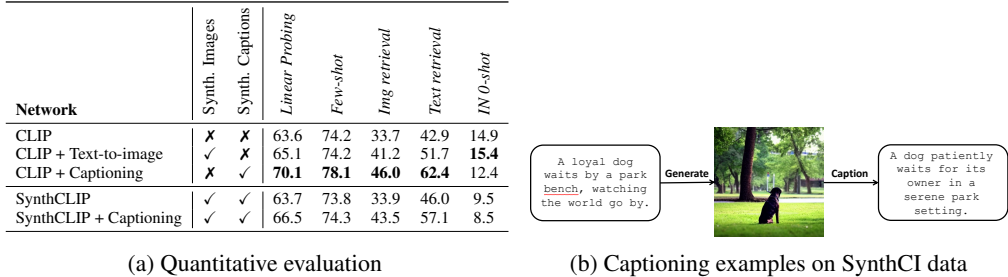 Network Synth. Images Synth. Captions Linear Probing Few-shot Img retrieval Text retrieval IN 0-shot
CLIP ✗ ✗ 63.6 74.2 33.7 42.9 14.9
CLIP + Text-to-image ✓ ✗ 65.1 74.2 41.2 51.7 15.4
CLIP + Captioning ✗ ✓ 70.1 78.1 46.0 62.4 12.4
SynthCLIP ✓ ✓ 63.7 73.8 33.9 46.0 9.5
SynthCLIP + Captioning ✓ ✓ 66.5 74.3 43.5 57.1 8.5
(a) Quantitative evaluation
A loyal dog
waits by a park
bench, watching
the world go by.
Generate
Caption
A dog patiently
waits for its
owner in a
serene park
setting.
(b) Captioning examples on SynthCI data